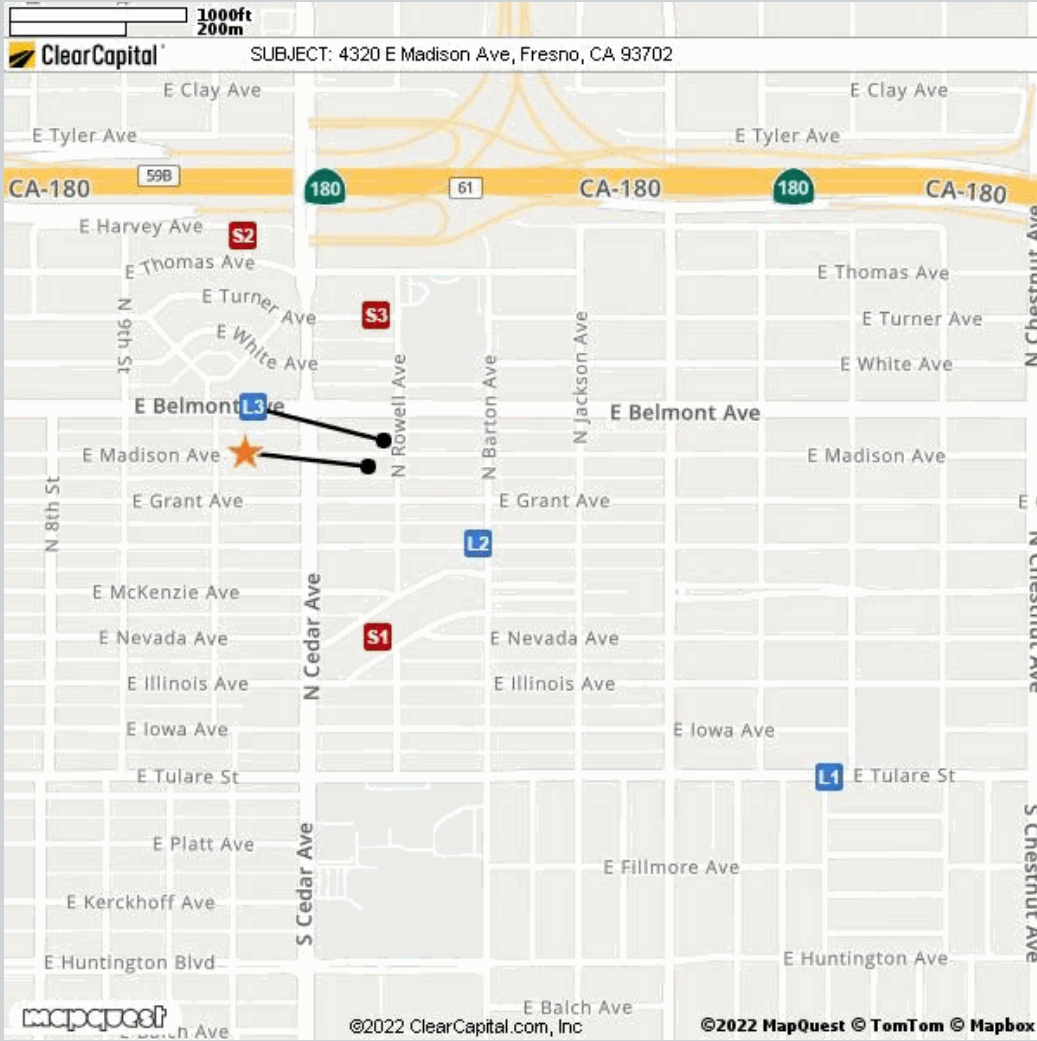 1000ft
200m
ClearCapital
SUBJECT: 4320 E Madison Ave, Fresno, CA 93702
E Clay Ave
E Clay Ave
E Tyler Ave
E Tyler Ave
59B
CA-180
180
61
CA-180
180
CA-180
E Harvey Ave
S2
N Chestnut Ave
E Thomas Ave
E Thomas Ave
E Turner Ave
N 9th St
S3
E Turner Ave
E White Ave
E White Ave
N Rowell Ave
N Barton Ave
N Jackson Ave
E Belmont Ave
L3
E Belmont Ave
E Madison Ave
E Madison Ave
N 8th St
E Grant Ave
E Grant Ave
E
L2
N Chestnut Ave
E McKenzie Ave
N Cedar Ave
E Nevada Ave
S1
E Nevada Ave
E Illinois Ave
E Illinois Ave
E Iowa Ave
E Iowa Ave
E Tulare St
L1
E Tulare St
S Cedar Ave
S Chestnut Ave
E Platt Ave
E Fillmore Ave
E Kerckhoff Ave
E Huntington Blvd
E Huntington Ave
E Balch Ave
mapquest
©2022 ClearCapital.com, Inc
©2022 MapQuest © TomTom © Mapbox
E Balch Ave